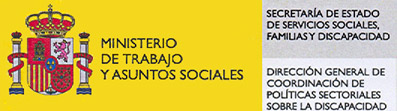 MINISTERIO
DE TRABAJO
Y ASUNTOS SOCIALES
SECRETARÍA DE ESTADO
DE SERVICIOS SOCIALES,
FAMILIAS Y DISCAPACIDAD
DIRECCIÓN GENERAL DE
COORDINACIÓN DE
POLÍTICAS SECTORIALES
SOBRE LA DISCAPACIDAD